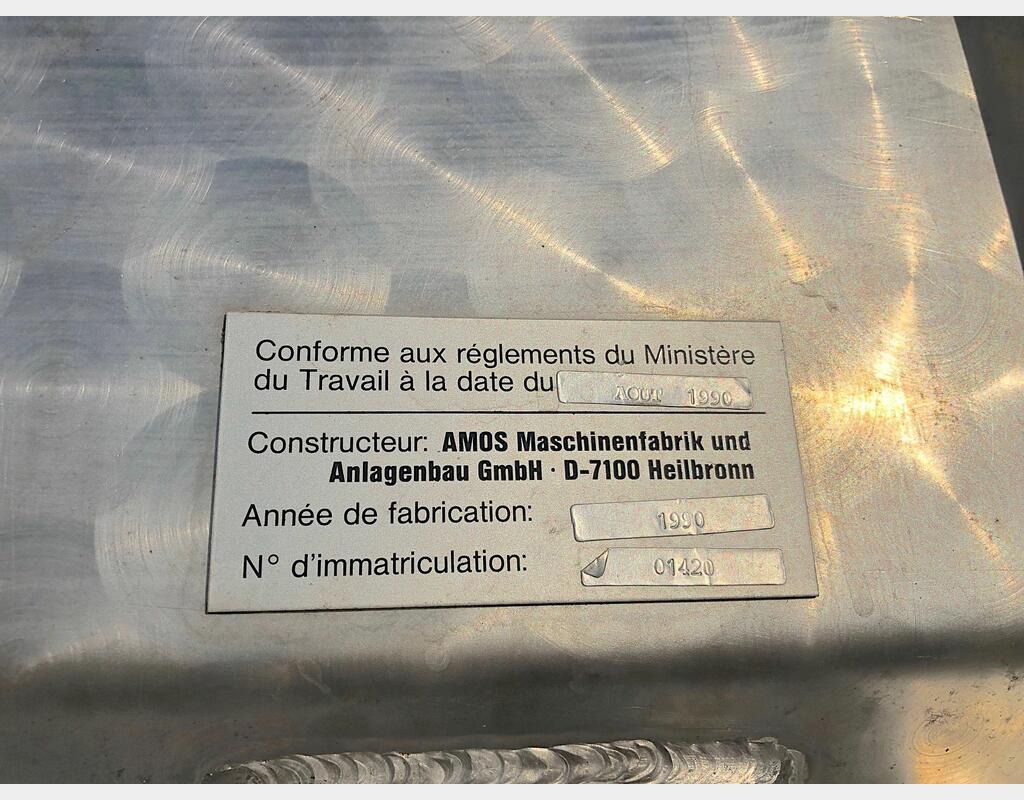 Conforme aux réglements du Ministère
du Travail à la date du AOUT 1990
Constructeur: AMOS Maschinenfabrik und
Anlagenbau GmbH · D-7100 Heilbronn
Année de fabrication: 1990
N° d'immatriculation: 01420